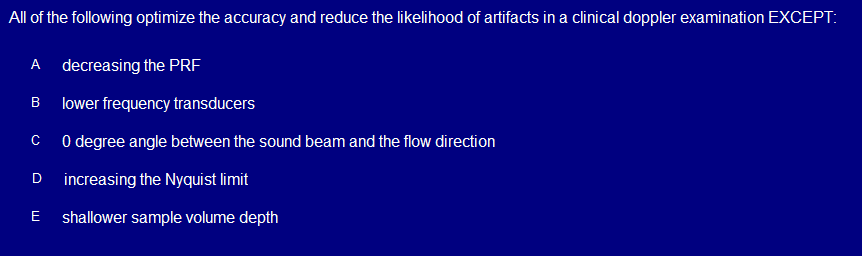 All of the following optimize the accuracy and reduce the likelihood of artifacts in a clinical doppler examination EXCEPT:
A decreasing the PRF
B lower frequency transducers
C 0 degree angle between the sound beam and the flow direction
D increasing the Nyquist limit
E shallower sample volume depth